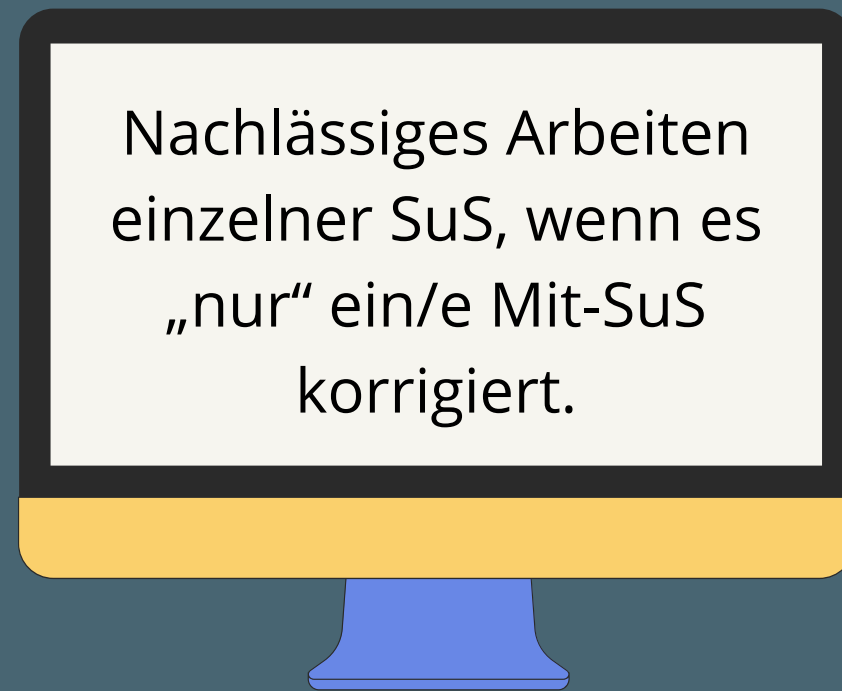 Nachlässiges Arbeiten
einzelner SuS, wenn es
„nur“ ein/e Mit-SuS
korrigiert.